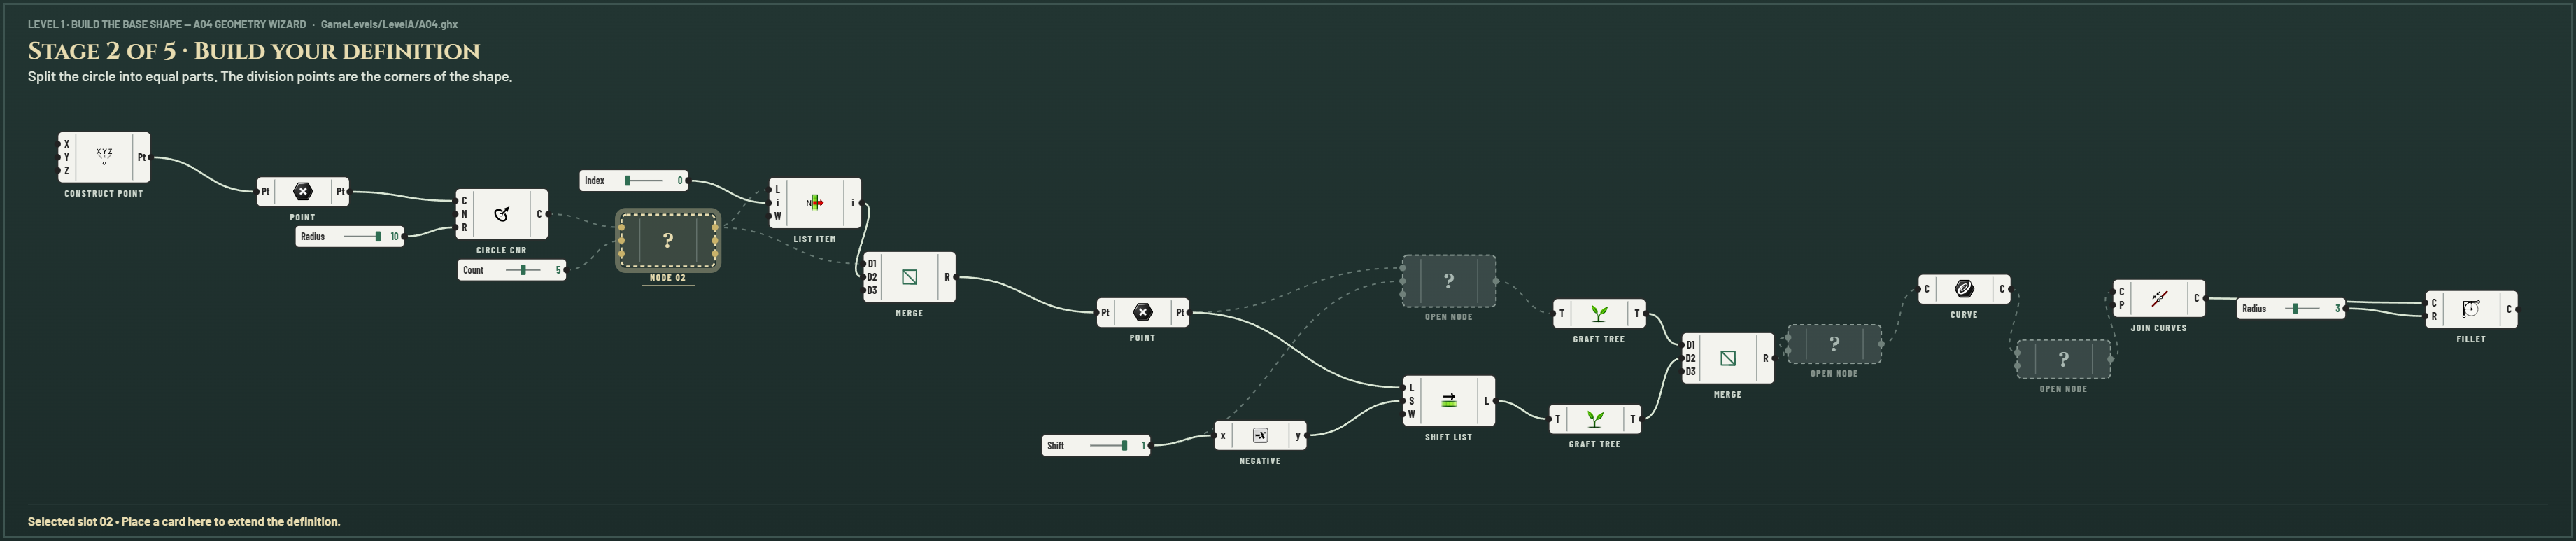 LEVEL 1 · BUILD THE BASE SHAPE — A04 GEOMETRY WIZARD · GameLevels/LevelA/A04.ghx
STAGE 2 OF 5 · BUILD YOUR DEFINITION
Split the circle into equal parts. The division points are the corners of the shape.
X
Y
Z
XYZ
Pt
CONSTRUCT POINT
Pt
Pt
POINT
Radius 10
C
N
R
C
CIRCLE CNR
Count 5
?
NODE 02
Index 0
L
i
W
N
i
LIST ITEM
D1
D2
D3
R
MERGE
Pt
Pt
POINT
Shift 1
x
-x
y
NEGATIVE
?
OPEN NODE
L
S
W
L
SHIFT LIST
T
T
GRAFT TREE
T
T
GRAFT TREE
D1
D2
D3
R
MERGE
?
OPEN NODE
C
C
CURVE
?
OPEN NODE
C
P
C
JOIN CURVES
Radius 3
C
R
C
FILLET
Selected slot 02 • Place a card here to extend the definition.